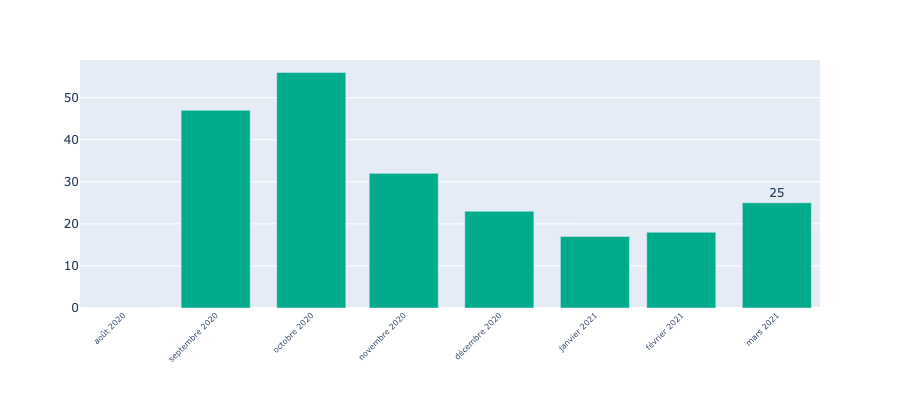 50
40
30
20
10
0
25
août 2020
septembre 2020
octobre 2020
novembre 2020
décembre 2020
janvier 2021
février 2021
mars 2021